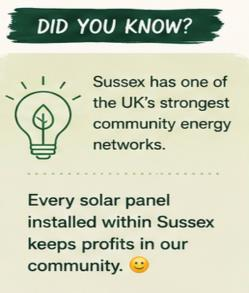 DID YOU KNOW?
Sussex has one of
the UK's strongest
community energy
networks.
Every solar panel
installed within Sussex
keeps profits in our
community. 😊